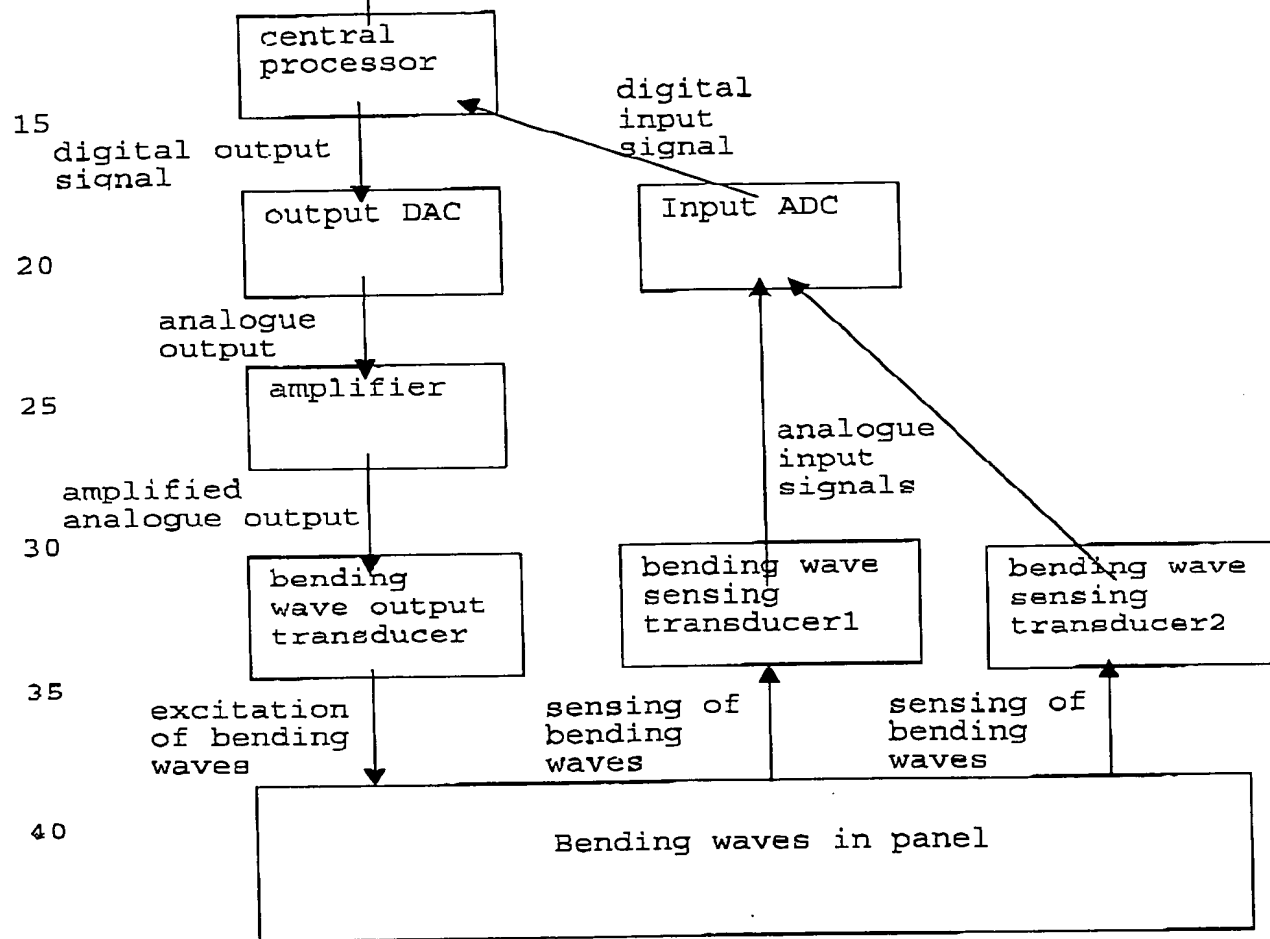 central
processor
digital
input
signal
15
digital output
signal
output DAC
Input ADC
20
analogue
output
amplifier
25
analogue
input
signals
amplified
analogue output
30
bending
wave output
transducer
bending wave
sensing
transducer1
bending wave
sensing
transducer2
35
excitation
of bending
waves
sensing of
bending
waves
sensing of
bending
waves
40
Bending waves in panel